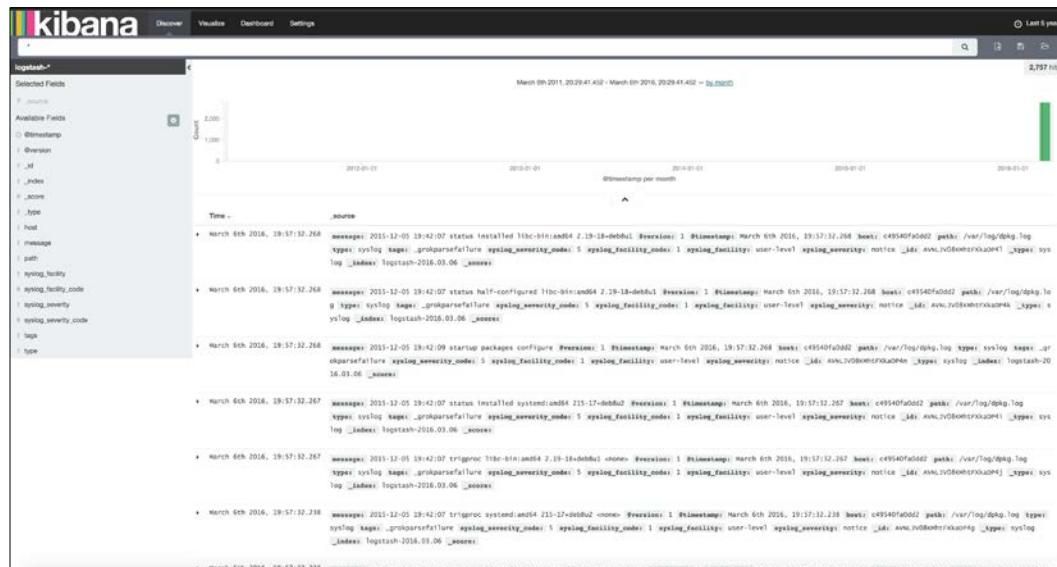 kibana
Discover Visualize Dashboard Settings
Last 5 yea
*
logstash-*
2,757 hit
Selected Fields
? _source
Available Fields
@timestamp
t @version
t _id
t _index
# _score
t _type
t host
t message
t path
t syslog_facility
# syslog_facility_code
t syslog_severity
# syslog_severity_code
t tags
t type
March 6th 2011, 20:29:41.452 - March 6th 2016, 20:29:41.452 — by month
Count
2,000
1,000
0
2012-01-01 2013-01-01 2014-01-01 2015-01-01 2016-01-01
@timestamp per month
Time _source
March 6th 2016, 19:57:32.268
message: 2015-12-05 19:42:07 status installed libc-bin:amd64 2.19-18+deb8u1 @version: 1 @timestamp: March 6th 2016, 19:57:32.268 host: c49540fa0dd2 path: /var/log/dpkg.log
type: syslog tags: _grokparsefailure syslog_severity_code: 5 syslog_facility_code: 1 syslog_facility: user-level syslog_severity: notice _id: _type: sys
log _index: logstash-2016.03.06 _score:
March 6th 2016, 19:57:32.268
message: 2015-12-05 19:42:07 status half-configured libc-bin:amd64 2.19-18+deb8u1 @version: 1 @timestamp: March 6th 2016, 19:57:32.268 host: c49540fa0dd2 path: /var/log/dpkg.lo
g type: syslog tags: _grokparsefailure syslog_severity_code: 5 syslog_facility_code: 1 syslog_facility: user-level syslog_severity: notice _id: _type: s
yslog _index: logstash-2016.03.06 _score:
March 6th 2016, 19:57:32.268
message: 2015-12-05 19:42:09 startup packages configure @version: 1 @timestamp: March 6th 2016, 19:57:32.268 host: c49540fa0dd2 path: /var/log/dpkg.log type: syslog tags: _gr
okparsefailure syslog_severity_code: 5 syslog_facility_code: 1 syslog_facility: user-level syslog_severity: notice _id: _type: syslog _index: logstash-20
16.03.06 _score:
March 6th 2016, 19:57:32.267
message: 2015-12-05 19:42:07 status installed systemd:amd64 215-17+deb8u2 @version: 1 @timestamp: March 6th 2016, 19:57:32.267 host: c49540fa0dd2 path: /var/log/dpkg.log
type: syslog tags: _grokparsefailure syslog_severity_code: 5 syslog_facility_code: 1 syslog_facility: user-level syslog_severity: notice _id: _type: sys
log _index: logstash-2016.03.06 _score:
March 6th 2016, 19:57:32.267
message: 2015-12-05 19:42:07 trigproc libc-bin:amd64 2.19-18+deb8u1 <none> @version: 1 @timestamp: March 6th 2016, 19:57:32.267 host: c49540fa0dd2 path: /var/log/dpkg.log
type: syslog tags: _grokparsefailure syslog_severity_code: 5 syslog_facility_code: 1 syslog_facility: user-level syslog_severity: notice _id: _type: sys
log _index: logstash-2016.03.06 _score:
March 6th 2016, 19:57:32.238
message: 2015-12-05 19:42:07 trigproc systemd:amd64 215-17+deb8u2 <none> @version: 1 @timestamp: March 6th 2016, 19:57:32.238 host: c49540fa0dd2 path: /var/log/dpkg.log type:
syslog tags: _grokparsefailure syslog_severity_code: 5 syslog_facility_code: 1 syslog_facility: user-level syslog_severity: notice _id: _type: syslog
_index: logstash-2016.03.06 _score: